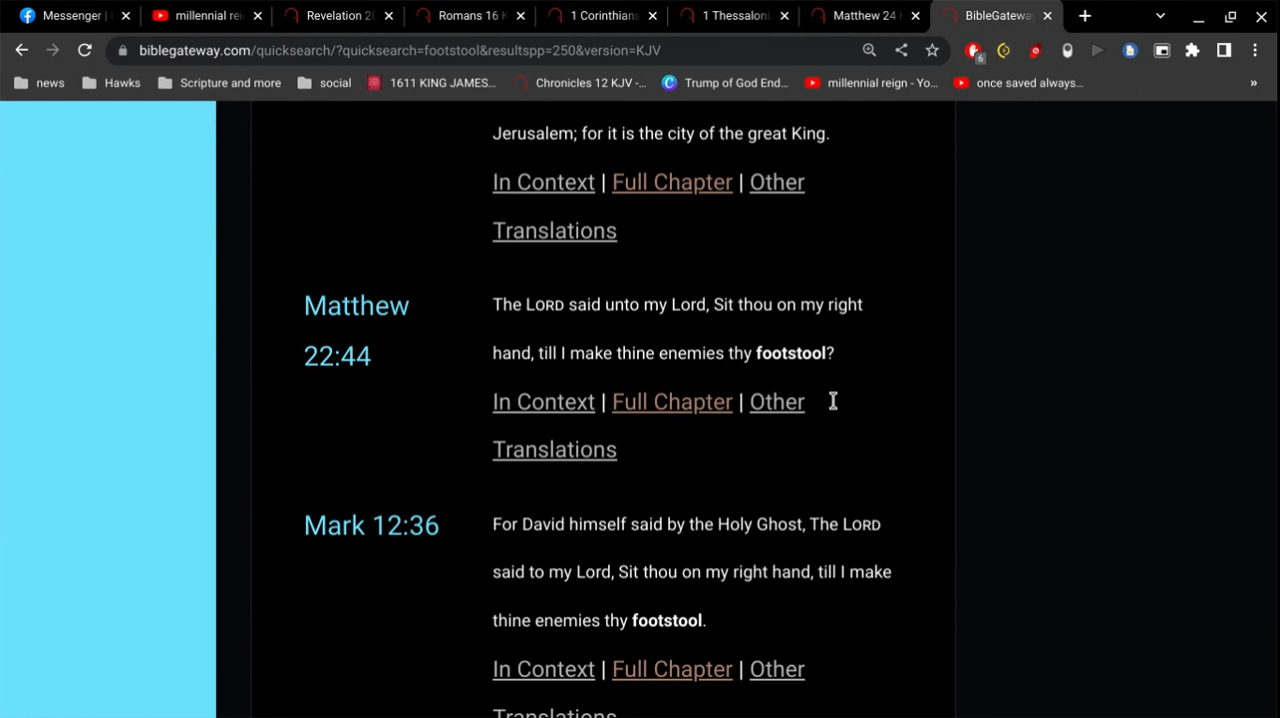 Messenger |
millennial rei
Revelation 20
Romans 16 K
1 Corinthians
1 Thessaloni
Matthew 24
BibleGateway
biblegateway.com/quicksearch/?quicksearch=footstool&resultspp=250&version=KJV
6
news
Hawks
Scripture and more
social
1611 KING JAMES...
Chronicles 12 KJV -...
Trump of God End...
millennial reign - Yo...
once saved always...
»
Jerusalem; for it is the city of the great King.
In Context | Full Chapter | Other
Translations
Matthew
22:44
The LORD said unto my Lord, Sit thou on my right
hand, till I make thine enemies thy footstool?
In Context | Full Chapter | Other
Translations
Mark 12:36
For David himself said by the Holy Ghost, The LORD
said to my Lord, Sit thou on my right hand, till I make
thine enemies thy footstool.
In Context | Full Chapter | Other
Translations